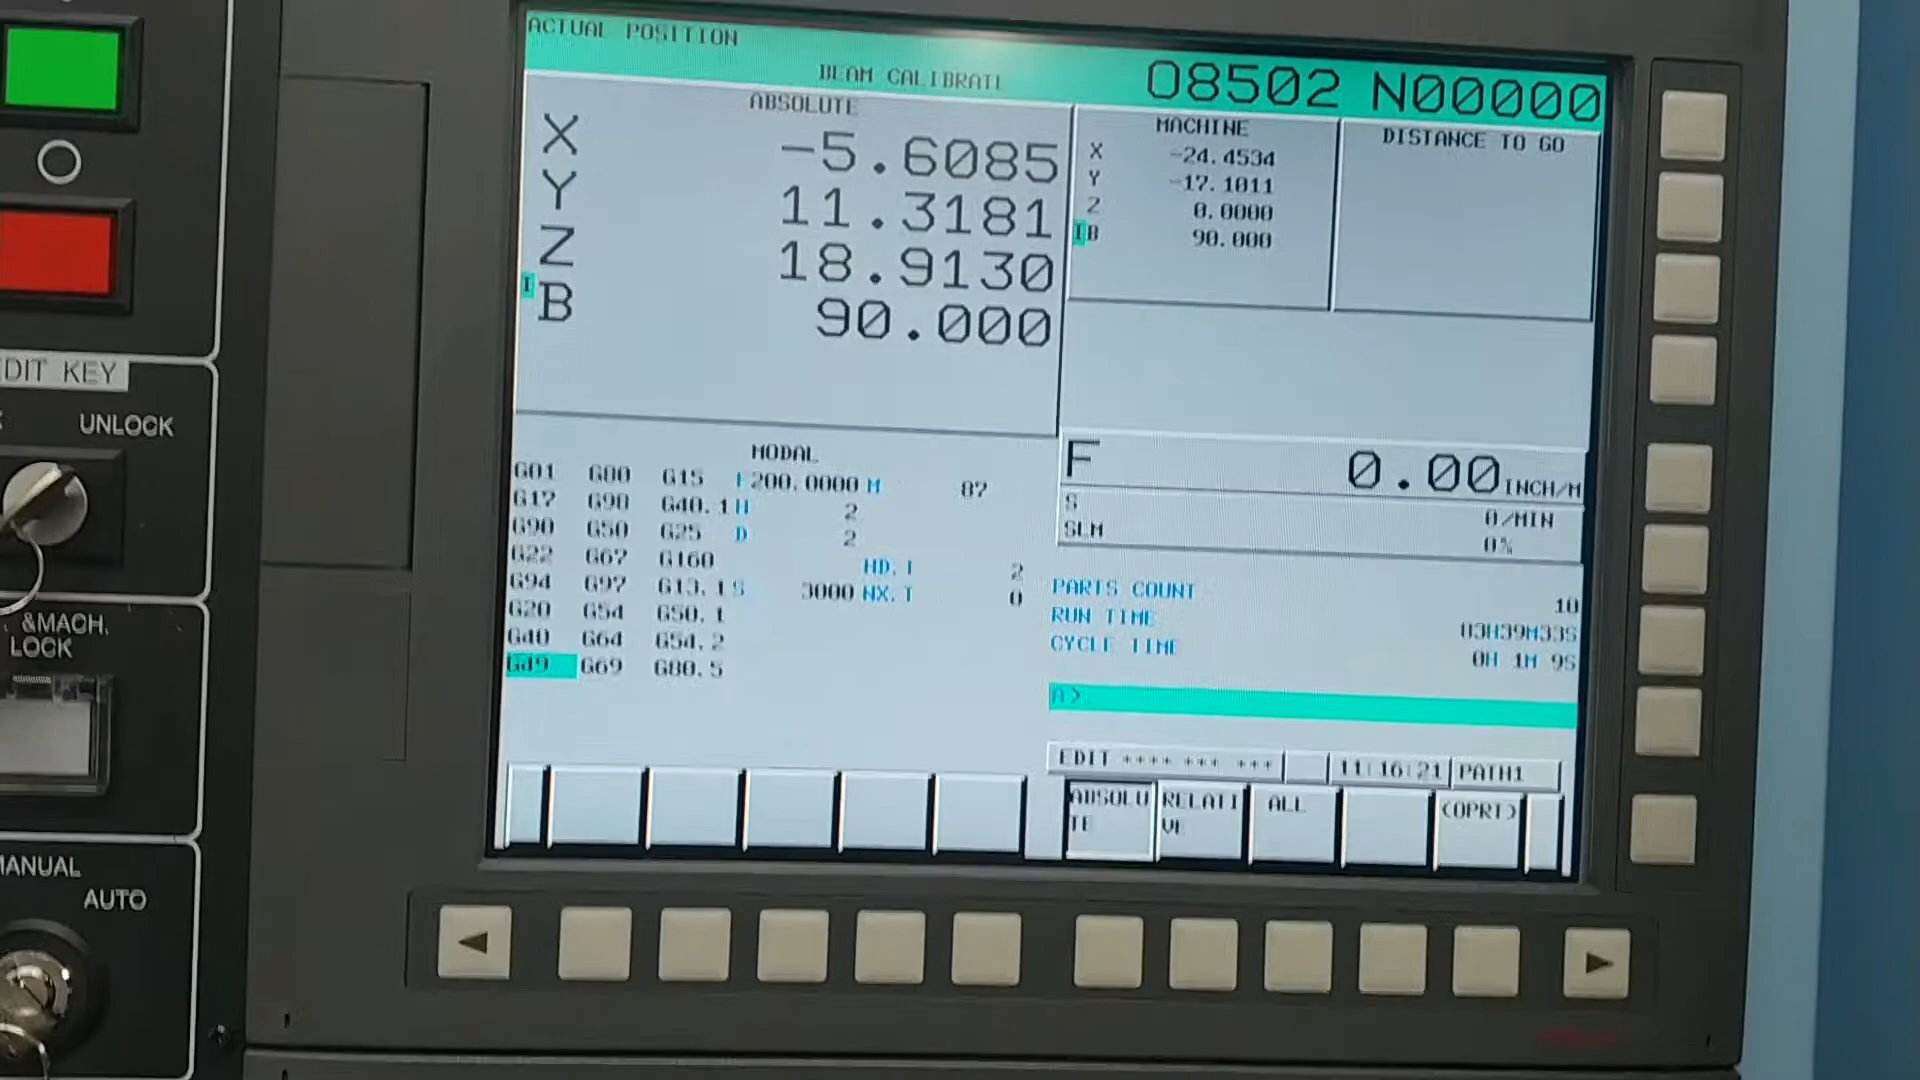 ACTUAL POSITION
BEAM CALIBRATI
O8502 N00000
ABSOLUTE
X -5.6085
Y 11.3181
Z 18.9130
I B 90.000
MACHINE
X -24.4534
Y -17.1011
Z 0.0000
I B 90.000
DISTANCE TO GO
MODAL
G01 G00 G15 F 200.0000 M 87
G17 G98 G40.1 H 2
G90 G50 G25 D 2
G22 G67 G160 HD.T 2
G94 G97 G13.1 S 3000 NX.T 0
G20 G54 G50.1
G40 G64 G54.2
G49 G69 G80.5
F 0.00 INCH/M
S 0/MIN
SLM 0%
PARTS COUNT 10
RUN TIME 03H39M33S
CYCLE TIME 0H 1M 9S
A>
EDIT **** *** *** 11:16:21 PATH1
ABSOLUTE
RELATIVE
ALL
(OPRT)
EDIT KEY
UNLOCK
&MACH.
LOCK
MANUAL
AUTO